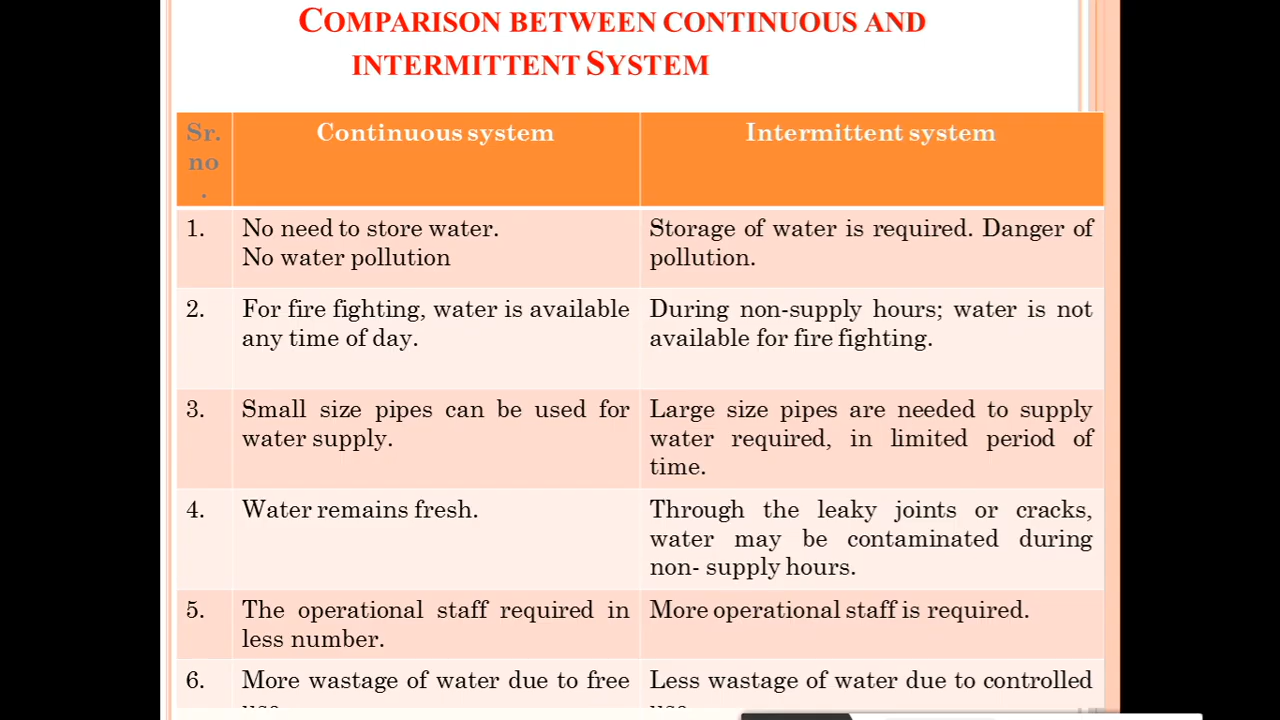 COMPARISON BETWEEN CONTINUOUS AND
INTERMITTENT SYSTEM
Sr.
no
.
Continuous system
Intermittent system
1.
No need to store water.
No water pollution
Storage of water is required. Danger of
pollution.
2.
For fire fighting, water is available
any time of day.
During non-supply hours; water is not
available for fire fighting.
3.
Small size pipes can be used for
water supply.
Large size pipes are needed to supply
water required, in limited period of
time.
4.
Water remains fresh.
Through the leaky joints or cracks,
water may be contaminated during
non- supply hours.
5.
The operational staff required in
less number.
More operational staff is required.
6.
More wastage of water due to free
Less wastage of water due to controlled